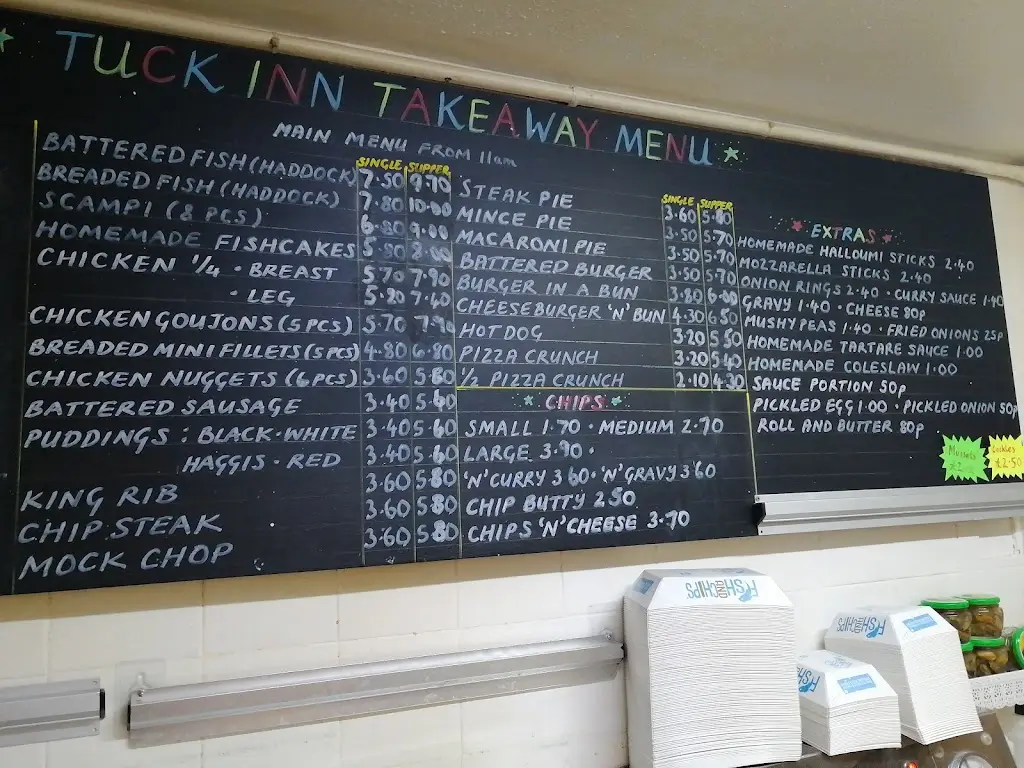 TUCK INN TAKEAWAY MENU
MAIN MENU FROM 11am
SINGLE SUPPER
BATTERED FISH (HADDOCK) 7.50 9.70
BREADED FISH (HADDOCK) 7.80 10.00
SCAMPI (8 PCS) 6.80 9.00
HOMEMADE FISHCAKES
CHICKEN 1/4 · BREAST 5.70 7.90
· LEG 5.20 7.40
CHICKEN GOUJONS (5 PCS) 5.70 7.90
BREADED MINI FILLETS (5 PCS) 4.80 6.80
CHICKEN NUGGETS (6 PCS) 3.60 5.80
BATTERED SAUSAGE 3.40 5.40
PUDDINGS : BLACK · WHITE 3.40 5.60
HAGGIS · RED 3.40 5.60
KING RIB 3.60 5.80
CHIP STEAK 3.60 5.80
MOCK CHOP 3.60 5.80
SINGLE SUPPER
STEAK PIE 3.60
MINCE PIE 3.50 5.70
MACARONI PIE 3.50 5.70
BATTERED BURGER 3.50 5.70
BURGER IN A BUN 3.80 6.00
CHEESEBURGER 'N' BUN 4.30 6.50
HOTDOG 3.20 5.50
PIZZA CRUNCH 3.20 5.40
1/2 PIZZA CRUNCH 2.10 4.30
CHIPS
SMALL 1.70 · MEDIUM 2.70
LARGE 3.90 ·
'N' CURRY 3.60 · 'N' GRAVY 3.60
CHIP BUTTY 2.50
CHIPS 'N' CHEESE 3.70
EXTRAS
HOMEMADE HALLOUMI STICKS 2.40
MOZZARELLA STICKS 2.40
ONION RINGS 2.40 · CURRY SAUCE 1.40
GRAVY 1.40 · CHEESE 80p
MUSHY PEAS 1.40 · FRIED ONIONS 25p
HOMEMADE TARTARE SAUCE 1.00
HOMEMADE COLESLAW 1.00
SAUCE PORTION 50p
PICKLED EGG 1.00 · PICKLED ONION 50p
ROLL AND BUTTER 80p
Mussels
Cockles
£2.50
FISH AND CHIPS
FISH AND CHIPS
FISH